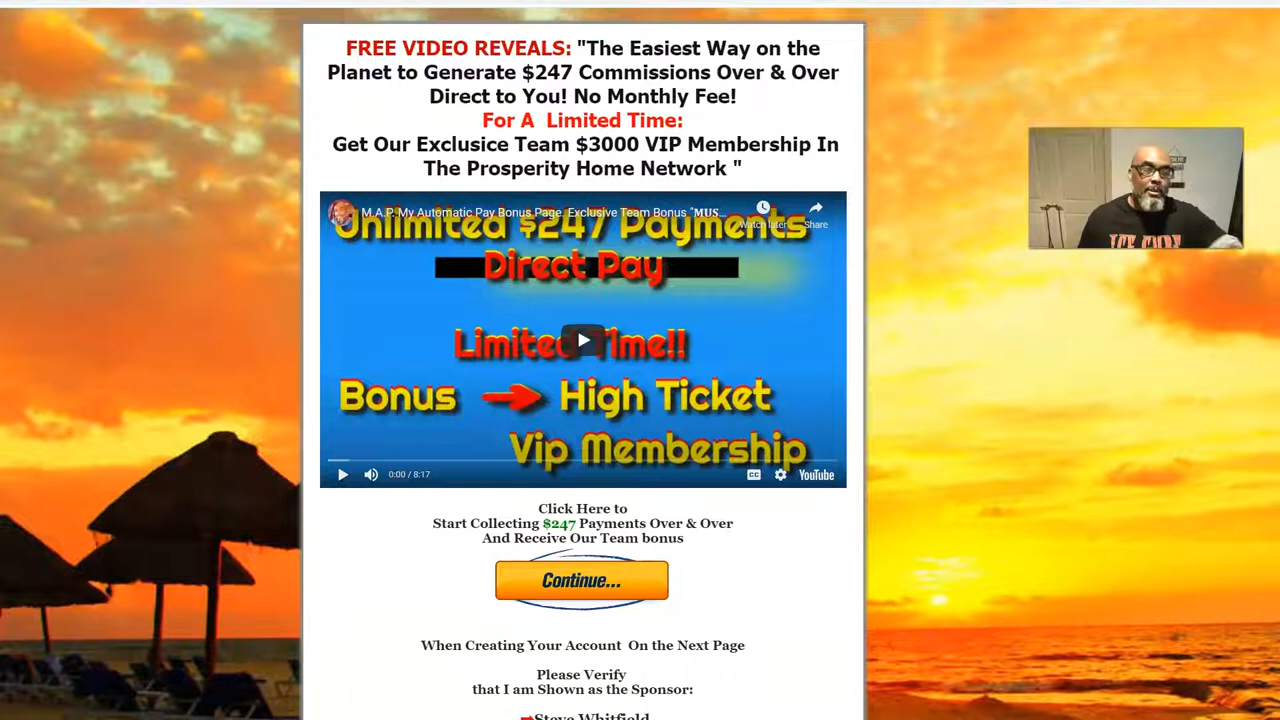 FREE VIDEO REVEALS: "The Easiest Way on the
Planet to Generate $247 Commissions Over & Over
Direct to You! No Monthly Fee!
For A Limited Time:
Get Our Exclusice Team $3000 VIP Membership In
The Prosperity Home Network "
M.A.P. My Automatic Pay Bonus Page. Exclusive Team Bonus "MUS...
Watch later
Share
Unlimited $247 Payments
Direct Pay
Limited Time!!
Bonus High Ticket
Vip Membership
0:00 / 8:17
CC
YouTube
Click Here to
Start Collecting $247 Payments Over & Over
And Receive Our Team bonus
Continue...
When Creating Your Account On the Next Page
Please Verify
that I am Shown as the Sponsor:
Steve Whitfield